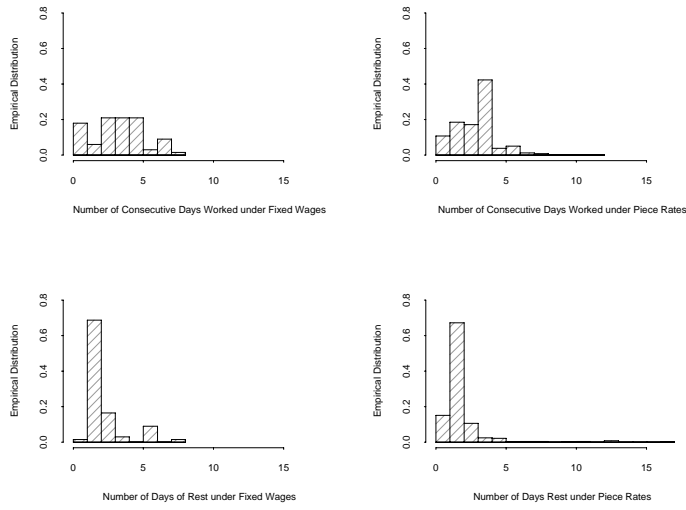 0.8
0.6
0.4
0.2
0.0
Empirical Distribution
0 5 10 15
Number of Consecutive Days Worked under Fixed Wages
0.8
0.6
0.4
0.2
0.0
Empirical Distribution
0 5 10 15
Number of Consecutive Days Worked under Piece Rates
0.8
0.6
0.4
0.2
0.0
Empirical Distribution
0 5 10 15
Number of Days of Rest under Fixed Wages
0.8
0.6
0.4
0.2
0.0
Empirical Distribution
0 5 10 15
Number of Days Rest under Piece Rates